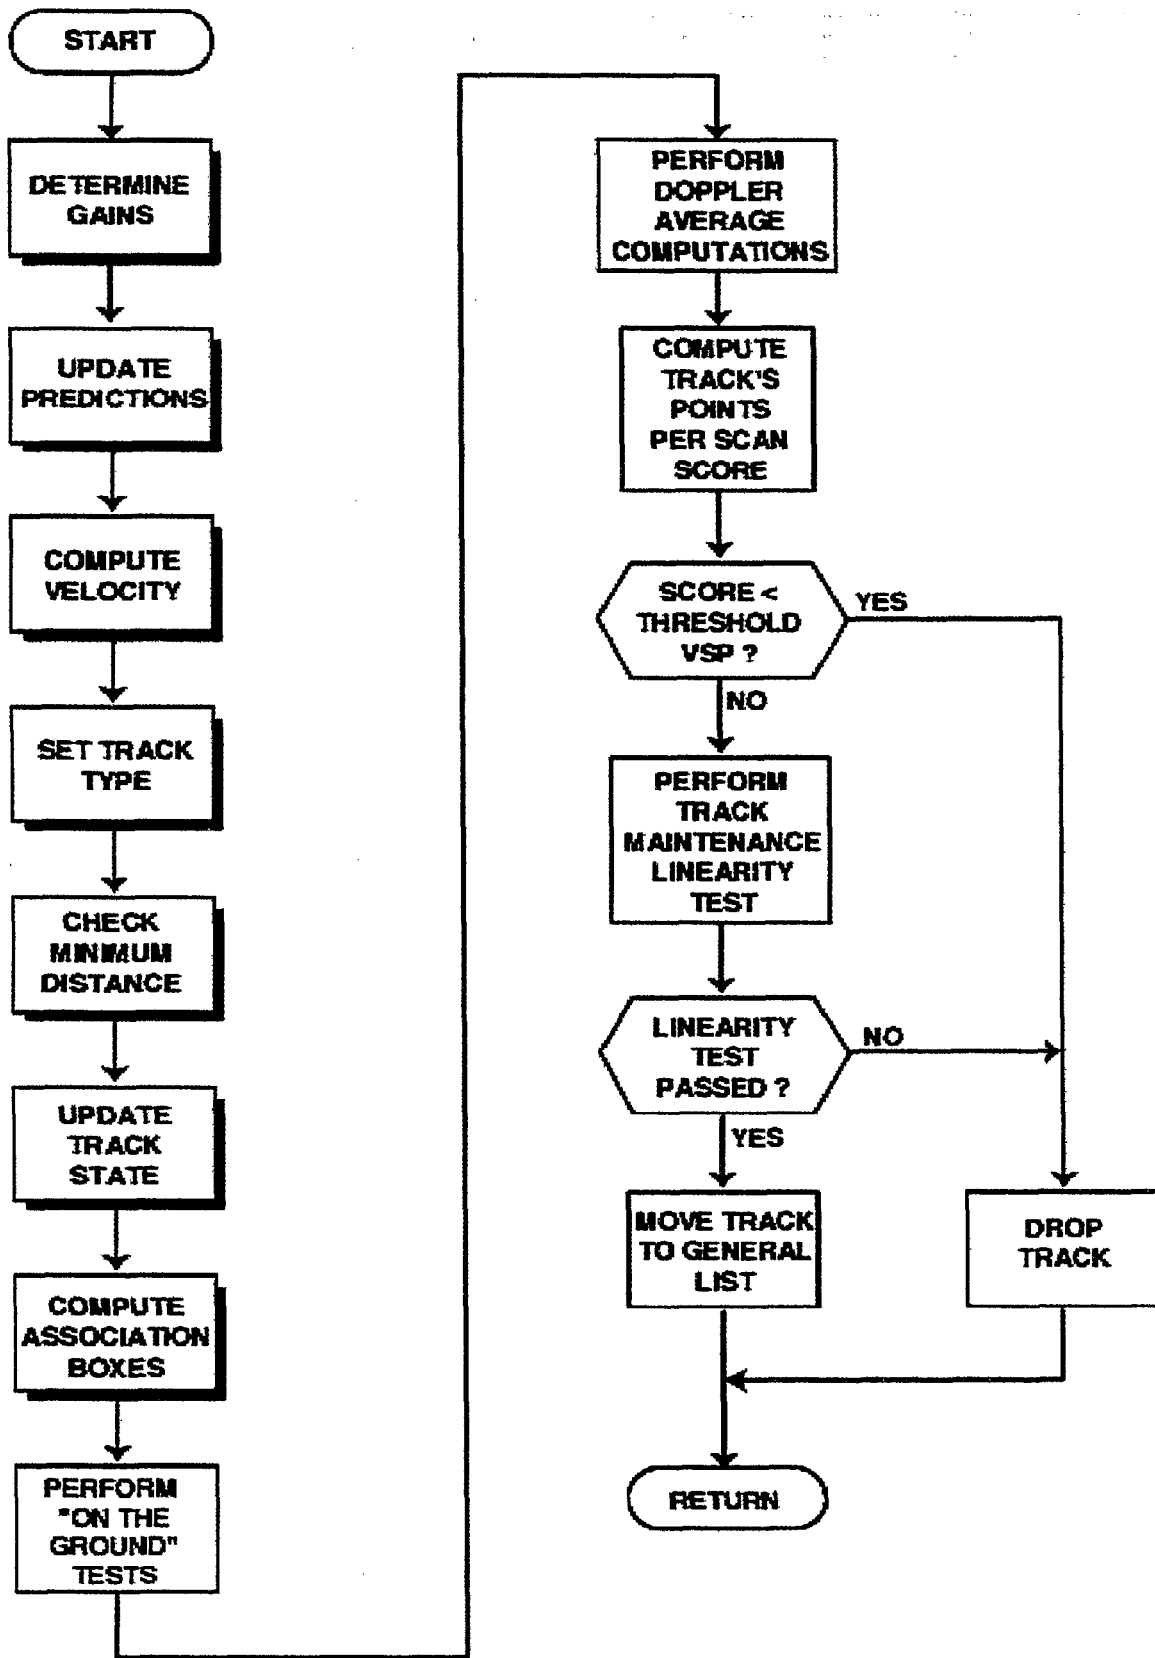 START
DETERMINE
GAINS
UPDATE
PREDICTIONS
COMPUTE
VELOCITY
SET TRACK
TYPE
CHECK
MINIMUM
DISTANCE
UPDATE
TRACK
STATE
COMPUTE
ASSOCIATION
BOXES
PERFORM
"ON THE
GROUND"
TESTS
PERFORM
DOPPLER
AVERAGE
COMPUTATIONS
COMPUTE
TRACK'S
POINTS
PER SCAN
SCORE
SCORE <
THRESHOLD
VSP ?
YES
NO
PERFORM
TRACK
MAINTENANCE
LINEARITY
TEST
LINEARITY
TEST
PASSED ?
NO
YES
MOVE TRACK
TO GENERAL
LIST
DROP
TRACK
RETURN